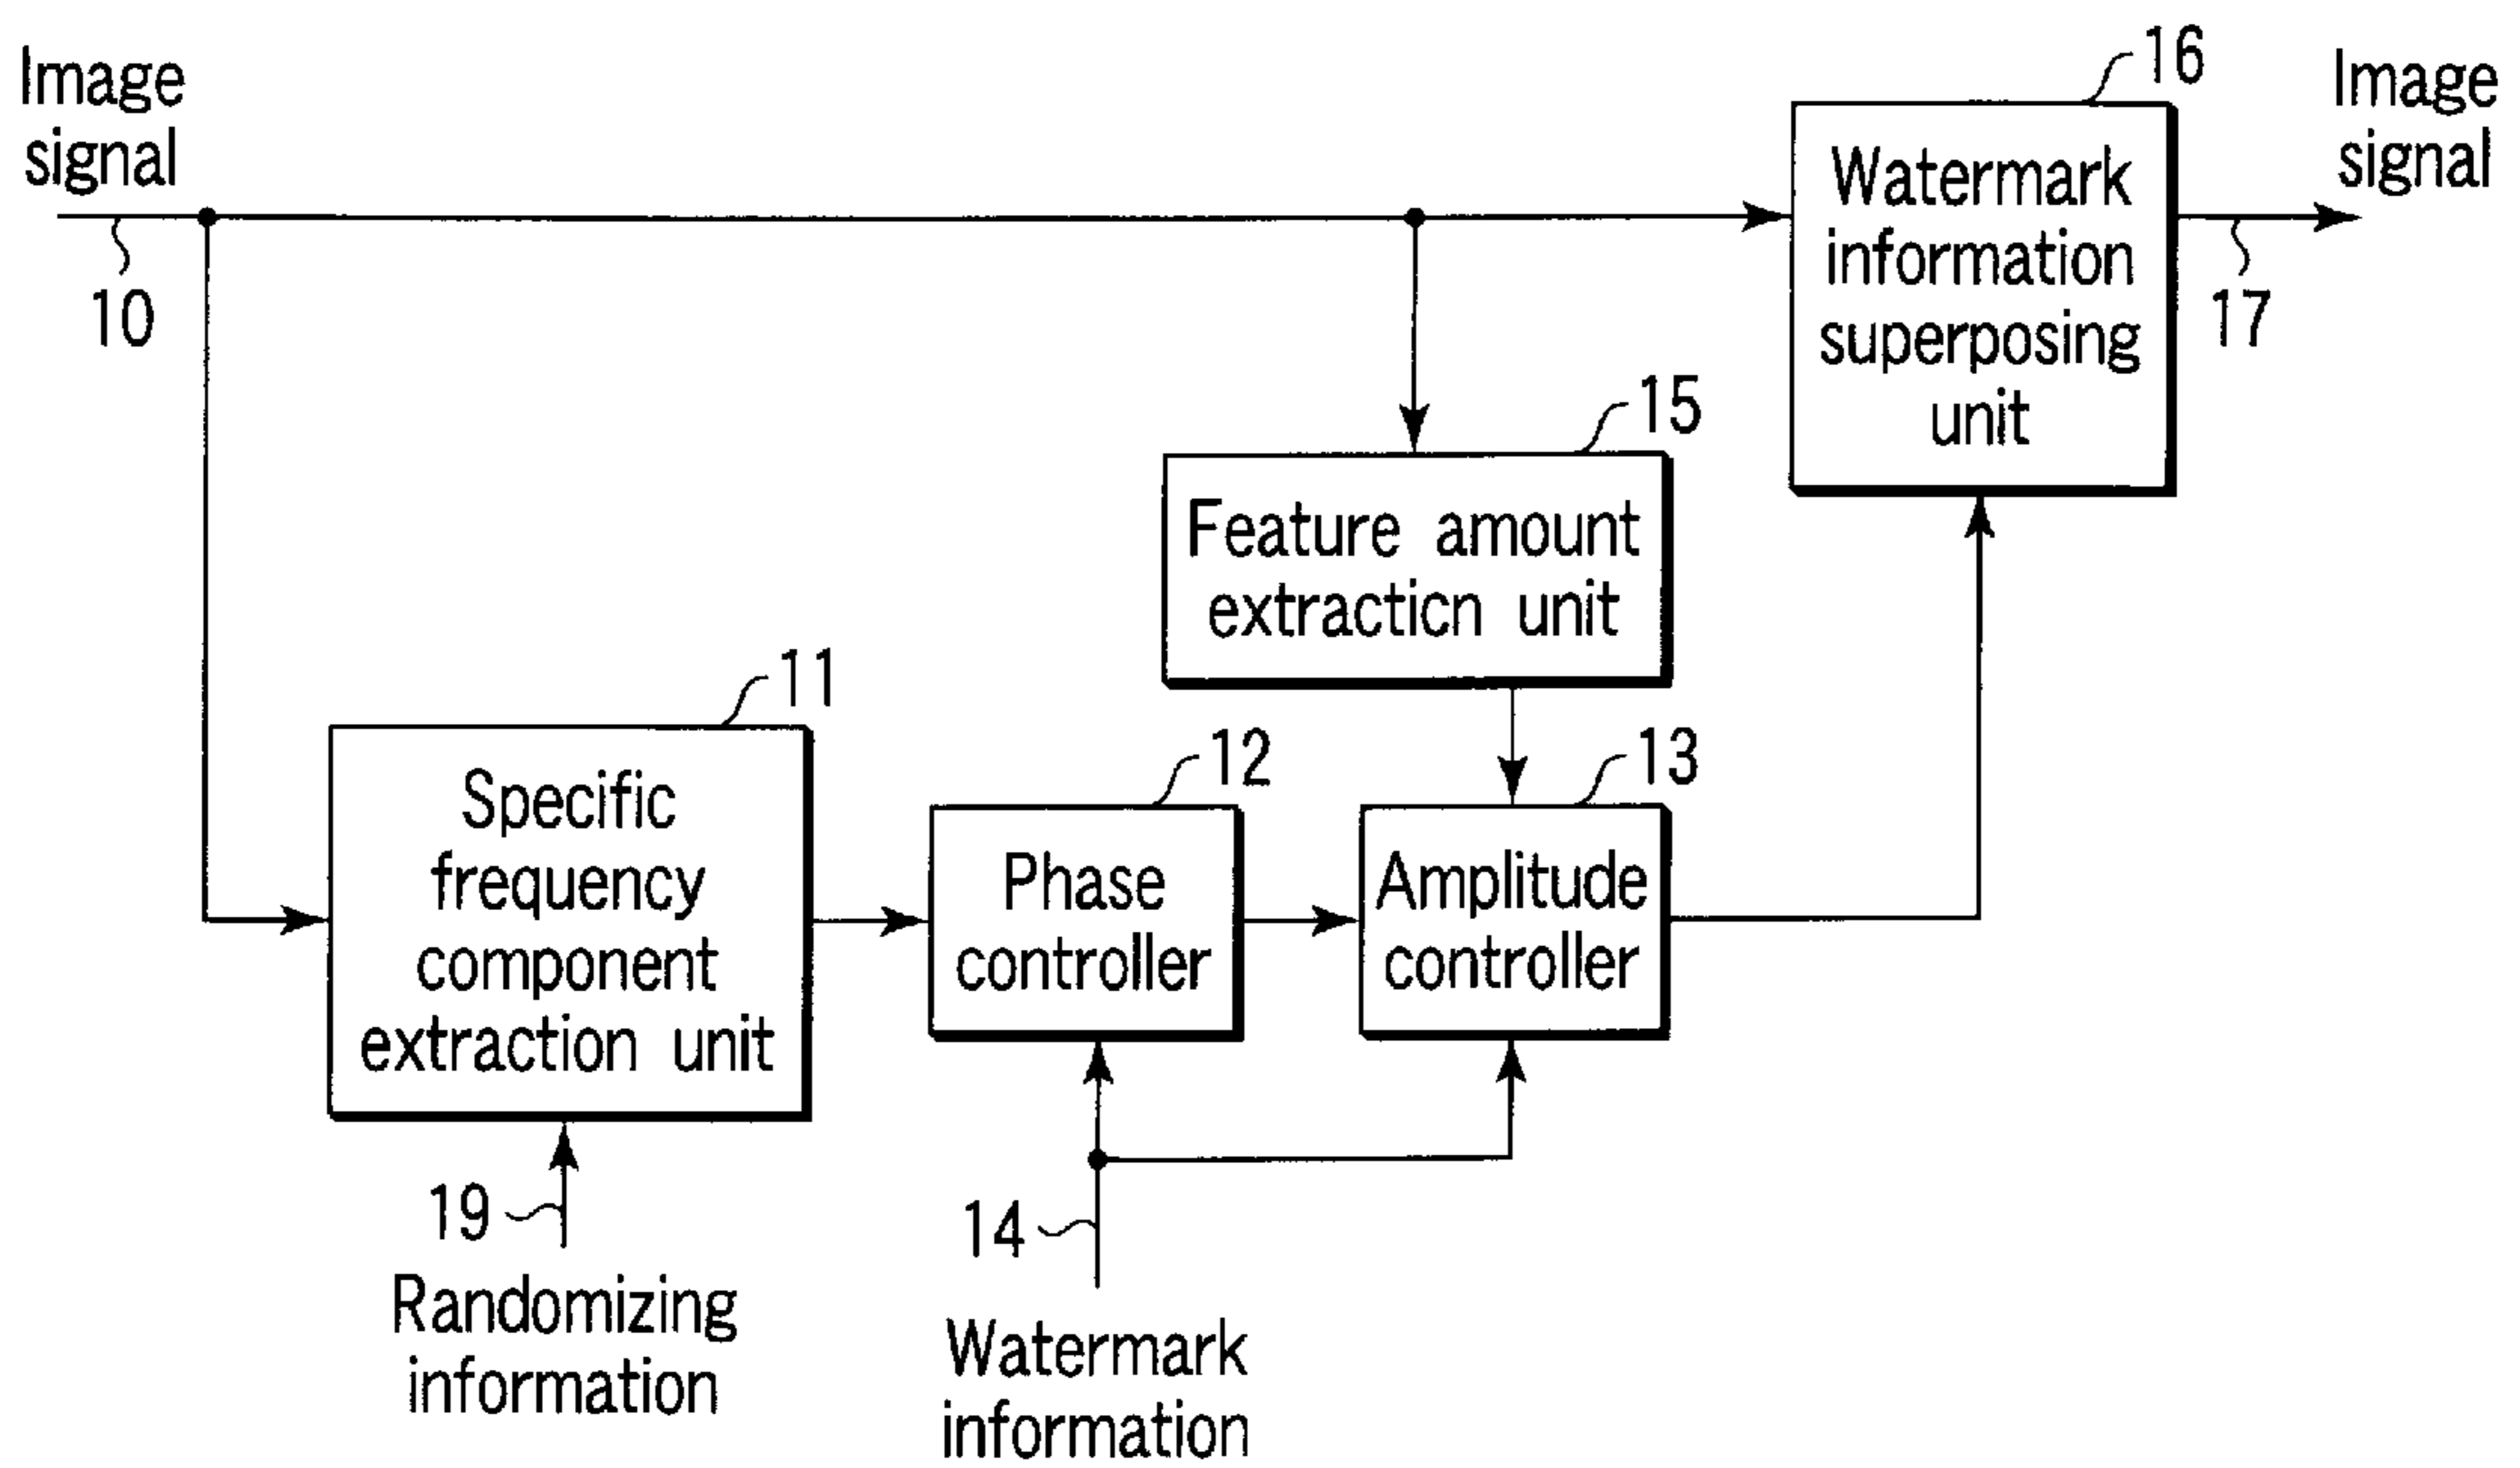 Image
signal
10
16
Watermark
information
superposing
unit
Image
signal
17
15
Feature amount
extracticn unit
11
Specific
frequency
component
extraction unit
12
Phase
controller
13
Amplitude
controller
19
Randomizing
information
14
Watermark
information